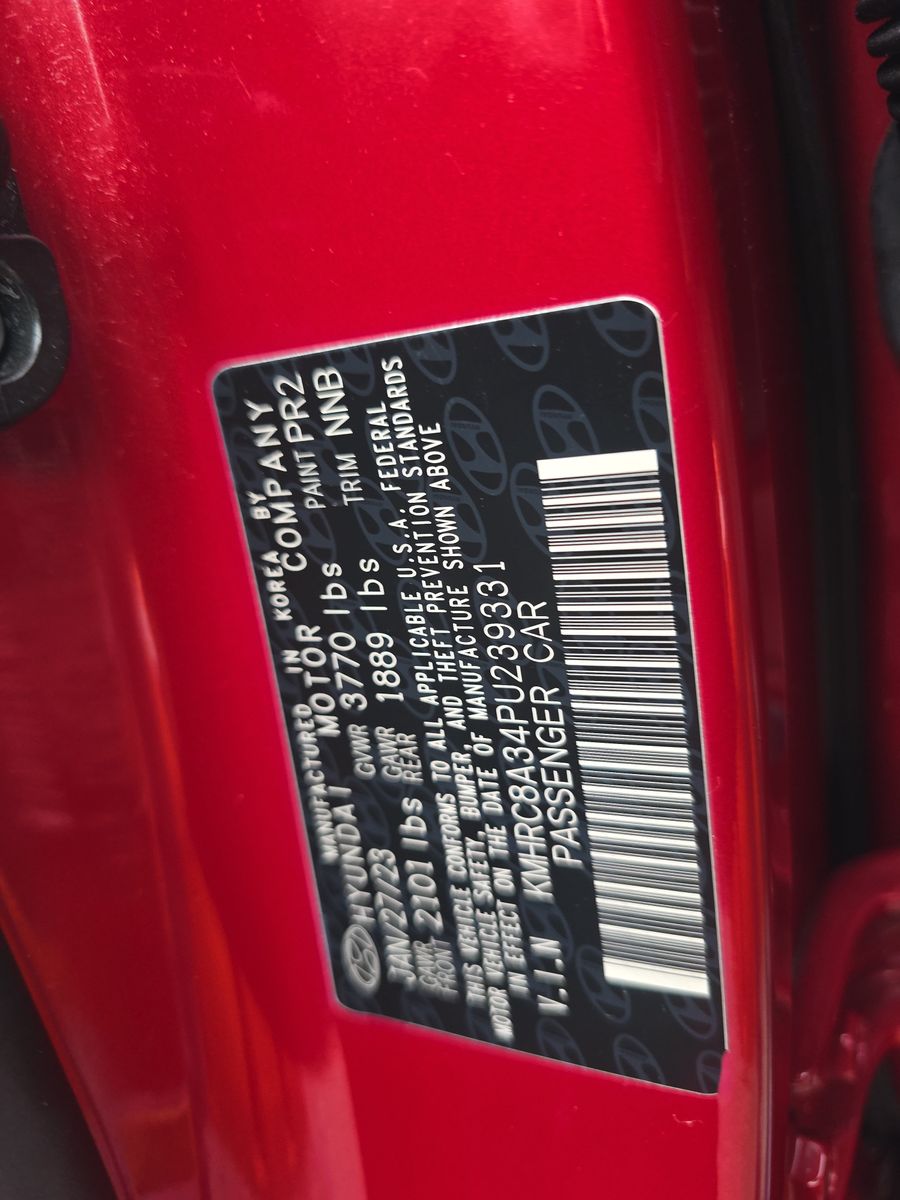 MANUFACTURED IN KOREA BY
HYUNDAI MOTOR COMPANY
JAN/27/23 GVWR 3770 lbs PAINT PR2
GAWR FRONT 2101 lbs GAWR REAR 1889 lbs TRIM NNB
THIS VEHICLE CONFORMS TO ALL APPLICABLE U.S.A. FEDERAL
MOTOR VEHICLE SAFETY, BUMPER, AND THEFT PREVENTION STANDARDS
IN EFFECT ON THE DATE OF MANUFACTURE SHOWN ABOVE
V.I.N KMHRC8A34PU239331
PASSENGER CAR